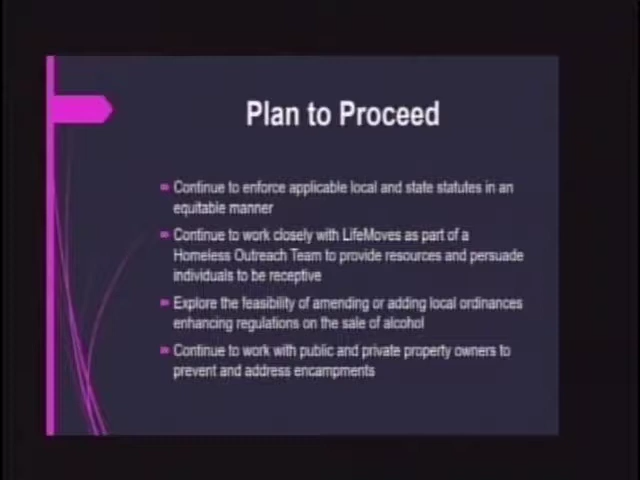 Plan to Proceed
Continue to enforce applicable local and state statutes in an
equitable manner
Continue to work closely with LifeMoves as part of a
Homeless Outreach Team to provide resources and persuade
individuals to be receptive
Explore the feasibility of amending or adding local ordinances
enhancing regulations on the sale of alcohol
Continue to work with public and private property owners to
prevent and address encampments